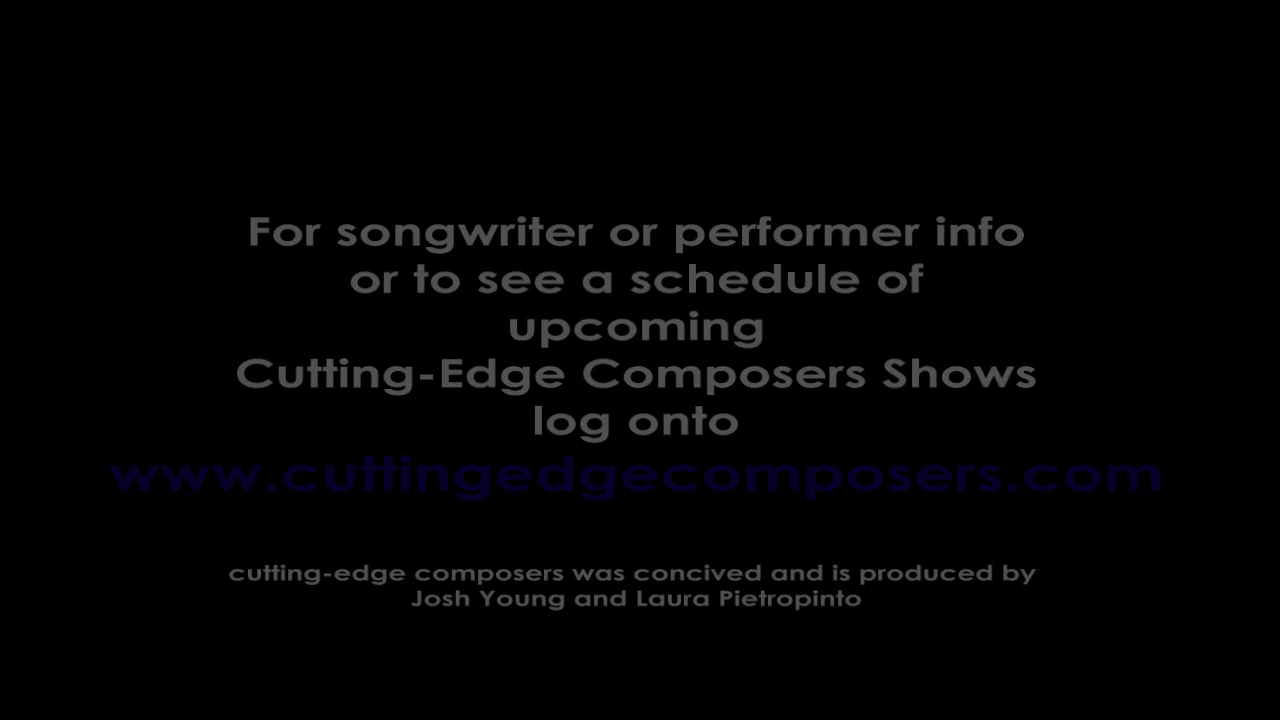 For songwriter or performer info
or to see a schedule of
upcoming
Cutting-Edge Composers Shows
log onto
www.cuttingedgecomposers.com
cutting-edge composers was concived and is produced by
Josh Young and Laura Pietropinto